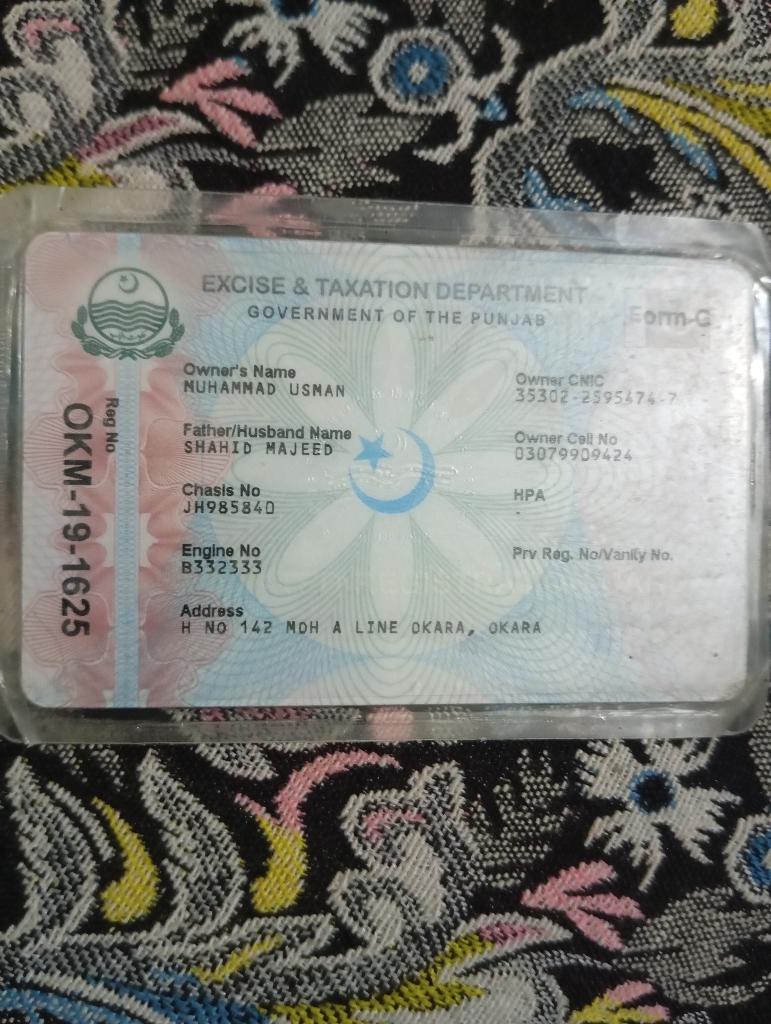 EXCISE & TAXATION DEPARTMENT
GOVERNMENT OF THE PUNJAB
Form-G
Reg No
OKM-19-1625
Owner's Name
MUHAMMAD USMAN
Owner CNIC
35302-2595474-7
Father/Husband Name
SHAHID MAJEED
Owner Cell No
03079909424
Chasis No
JH985840
HPA
-
Engine No
B332333
Prv Reg. No/Vanity No.
Address
H NO 142 MOH A LINE OKARA, OKARA